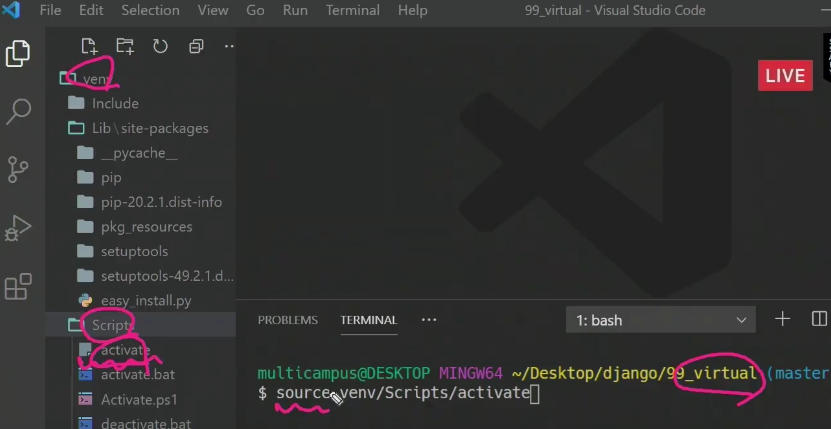 File Edit Selection View Go Run Terminal Help 99_virtual - Visual Studio Code
LIVE
venv
Include
Lib \ site-packages
__pycache__
pip
pip-20.2.1.dist-info
pkg_resources
setuptools
setuptools-49.2.1.d...
easy_install.py
Scripts
activate
activate.bat
Activate.ps1
deactivate.bat
PROBLEMS TERMINAL ··· 1: bash
multicampus@DESKTOP MINGW64 ~/Desktop/django/99_virtual (master
$ source venv/Scripts/activate